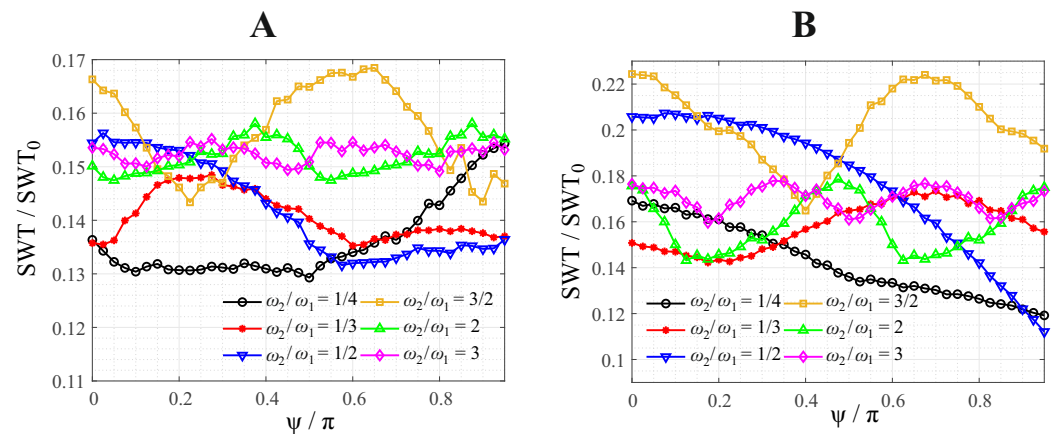 A
B
SWT / SWT0
0.17
0.16
0.15
0.14
0.13
0.12
0.11
0
0.2
0.4
0.6
0.8
ψ / π
ω2/ω1 = 1/4
ω2/ω1 = 1/3
ω2/ω1 = 1/2
ω2/ω1 = 3/2
ω2/ω1 = 2
ω2/ω1 = 3
SWT / SWT0
0.22
0.2
0.18
0.16
0.14
0.12
0.1
0
0.2
0.4
0.6
0.8
ψ / π
ω2/ω1 = 1/4
ω2/ω1 = 1/3
ω2/ω1 = 1/2
ω2/ω1 = 3/2
ω2/ω1 = 2
ω2/ω1 = 3